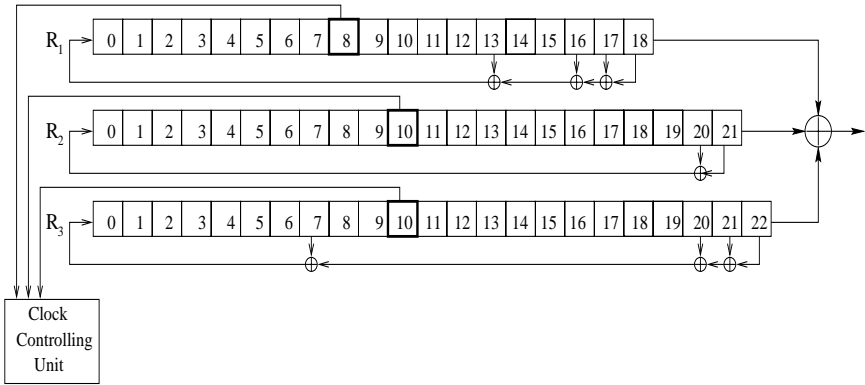 R1 0 1 2 3 4 5 6 7 8 9 10 11 12 13 14 15 16 17 18
R2 0 1 2 3 4 5 6 7 8 9 10 11 12 13 14 15 16 17 18 19 20 21
R3 0 1 2 3 4 5 6 7 8 9 10 11 12 13 14 15 16 17 18 19 20 21 22
Clock
Controlling
Unit